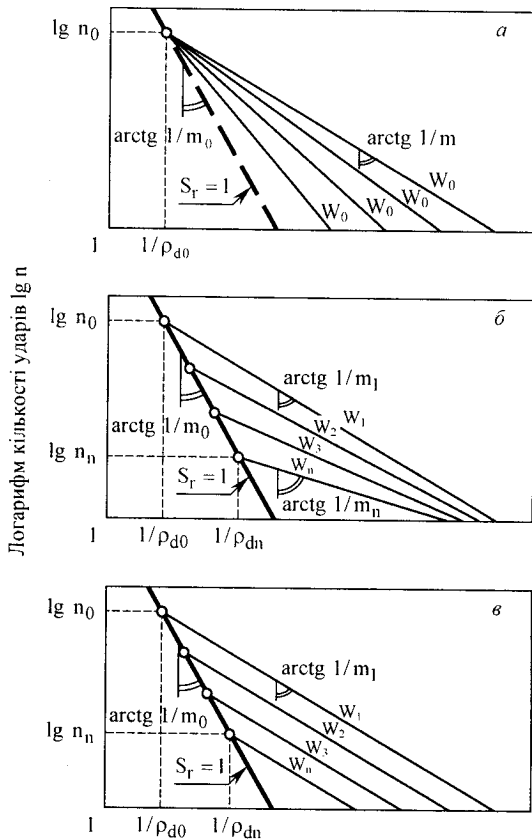 Логарифм кількості ударів lg n
lg n₀
а
arctg 1/m₀
arctg 1/m
Sᵣ = 1
W₀
W₀
W₀
W₀
1
1/ρd0
lg n₀
б
arctg 1/m₁
arctg 1/m₀
W₁
W₂
W₃
Wₙ
lg nₙ
Sᵣ = 1
arctg 1/mₙ
1
1/ρd0
1/ρdn
lg n₀
в
arctg 1/m₁
arctg 1/m₀
W₁
W₂
W₃
Wₙ
lg nₙ
Sᵣ = 1
1
1/ρd0
1/ρdn